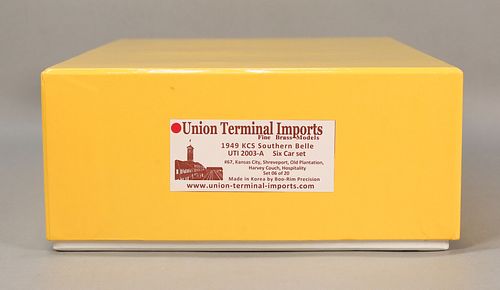 Union Terminal Imports
Fine Brass Models
1949 KCS Southern Belle
UTI 2003-A Six Car set
#67, Kansas City, Shreveport, Old Plantation,
Harvey Couch, Hospitality
Set 06 of 20
Made in Korea by Boo-Rim Precision
www.union-terminal-imports.com